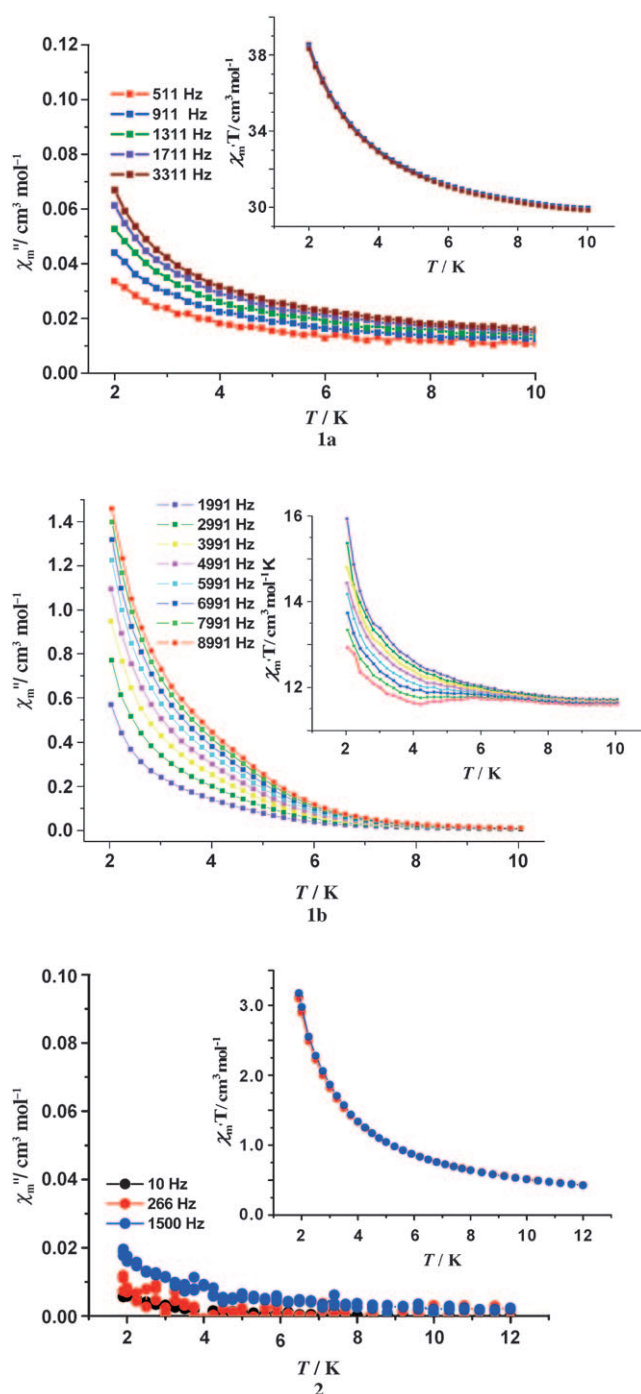 0.12
0.10
0.08
0.06
0.04
0.02
0.00
χm''/ cm³ mol⁻¹
511 Hz
911 Hz
1311 Hz
1711 Hz
3311 Hz
2 4 6 8 10
T / K
38
34
30
χm'T/ cm³ mol⁻¹
2 4 6 8 10
T / K
1a
1.4
1.2
1.0
0.8
0.6
0.4
0.2
0.0
χm''/ cm³ mol⁻¹
1991 Hz
2991 Hz
3991 Hz
4991 Hz
5991 Hz
6991 Hz
7991 Hz
8991 Hz
2 4 6 8 10
T / K
16
14
12
χm'T/ cm³ mol⁻¹K
2 4 6 8 10
T / K
1b
0.10
0.08
0.06
0.04
0.02
0.00
χm''/ cm³ mol⁻¹
10 Hz
266 Hz
1500 Hz
2 4 6 8 10 12
T / K
3.0
2.0
1.0
0.0
χm'T/ cm³ mol⁻¹
2 4 6 8 10 12
T / K
2